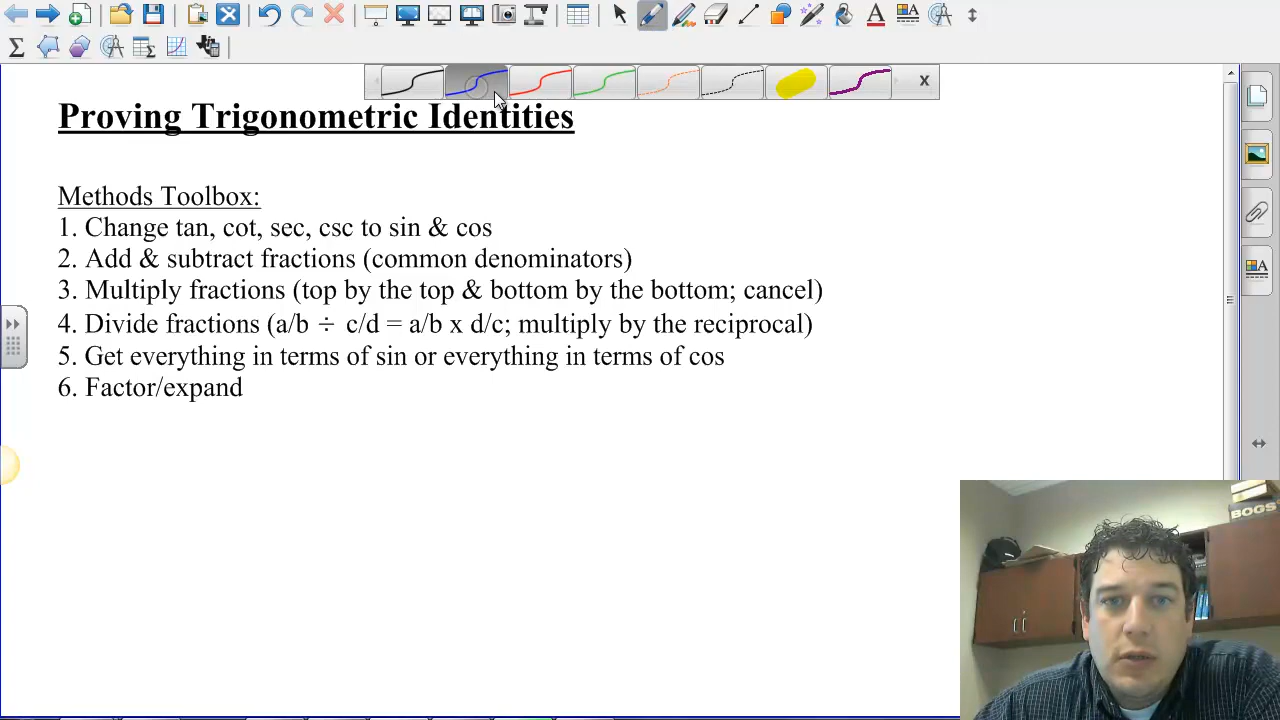 x
Proving Trigonometric Identities
Methods Toolbox:
1. Change tan, cot, sec, csc to sin & cos
2. Add & subtract fractions (common denominators)
3. Multiply fractions (top by the top & bottom by the bottom; cancel)
4. Divide fractions (a/b ÷ c/d = a/b x d/c; multiply by the reciprocal)
5. Get everything in terms of sin or everything in terms of cos
6. Factor/expand
BOGS